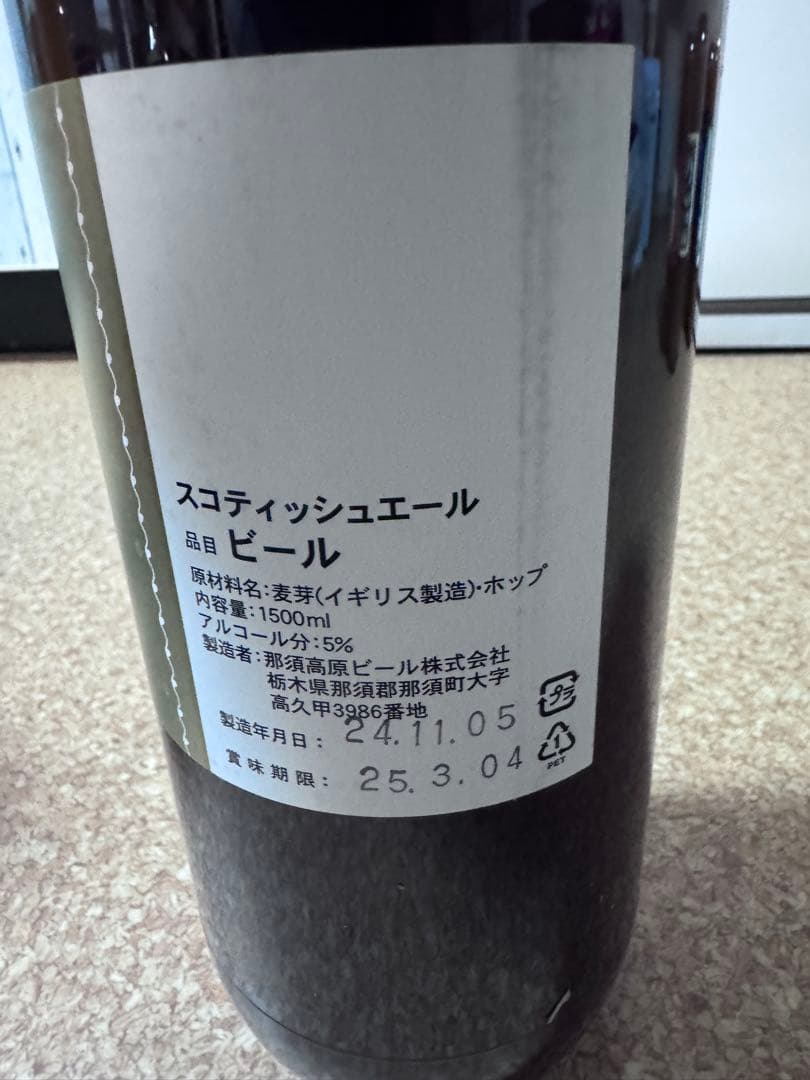 スコティッシュエール
品目 ビール
原材料名:麦芽(イギリス製造)・ホップ
内容量:1500ml
アルコール分:5%
製造者:那須高原ビール株式会社
栃木県那須郡那須町大字
高久甲3986番地
製造年月日: 24.11.05
賞味期限: 25.3.04
プラ
1
PET